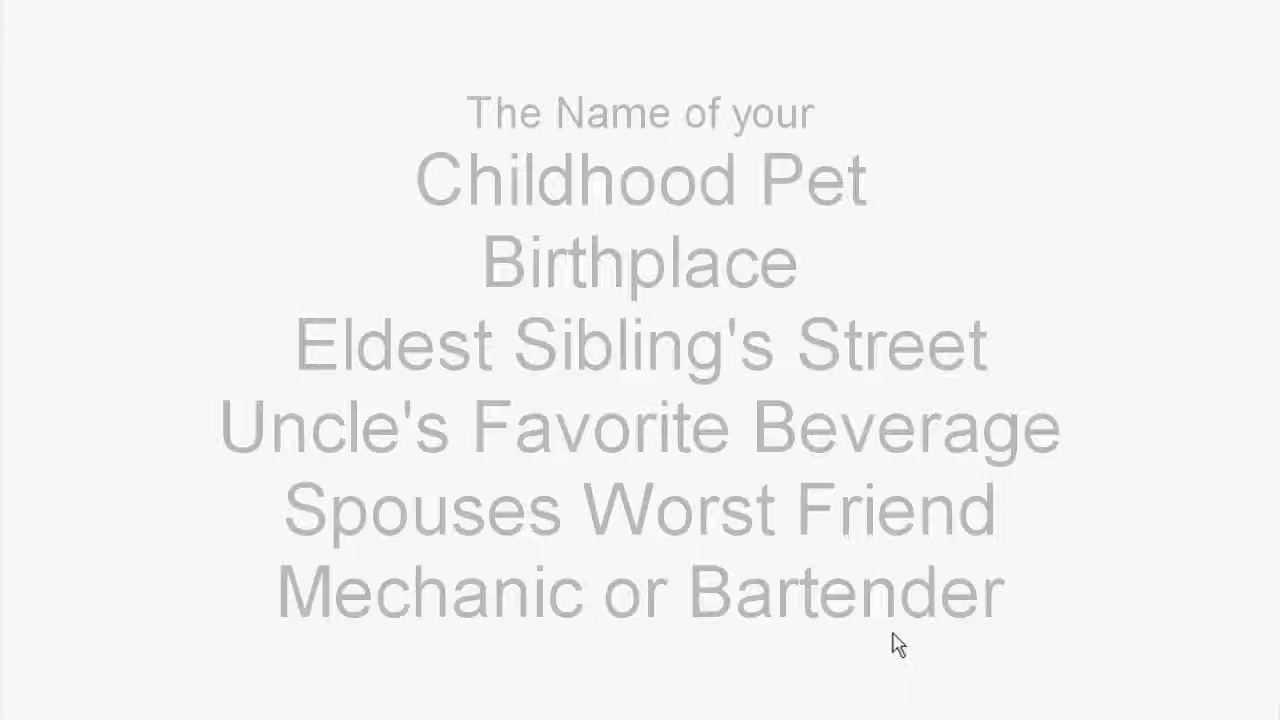 The Name of your
Childhood Pet
Birthplace
Eldest Sibling's Street
Uncle's Favorite Beverage
Spouses Worst Friend
Mechanic or Bartender